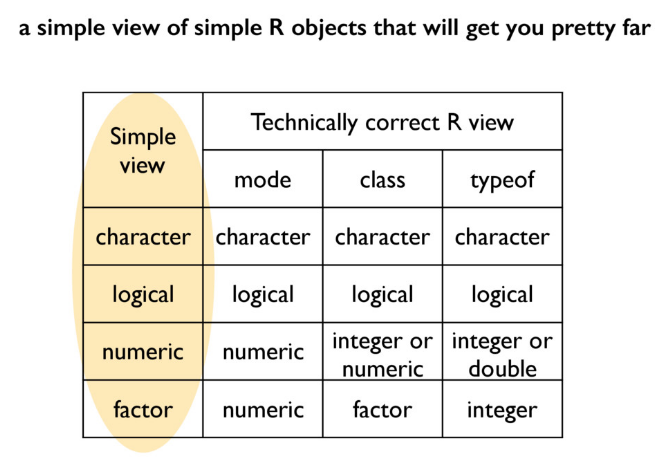 a simple view of simple R objects that will get you pretty far
Simple
view
Technically correct R view
mode class typeof
character character character character
logical logical logical logical
numeric numeric integer or integer or
numeric double
factor numeric factor integer